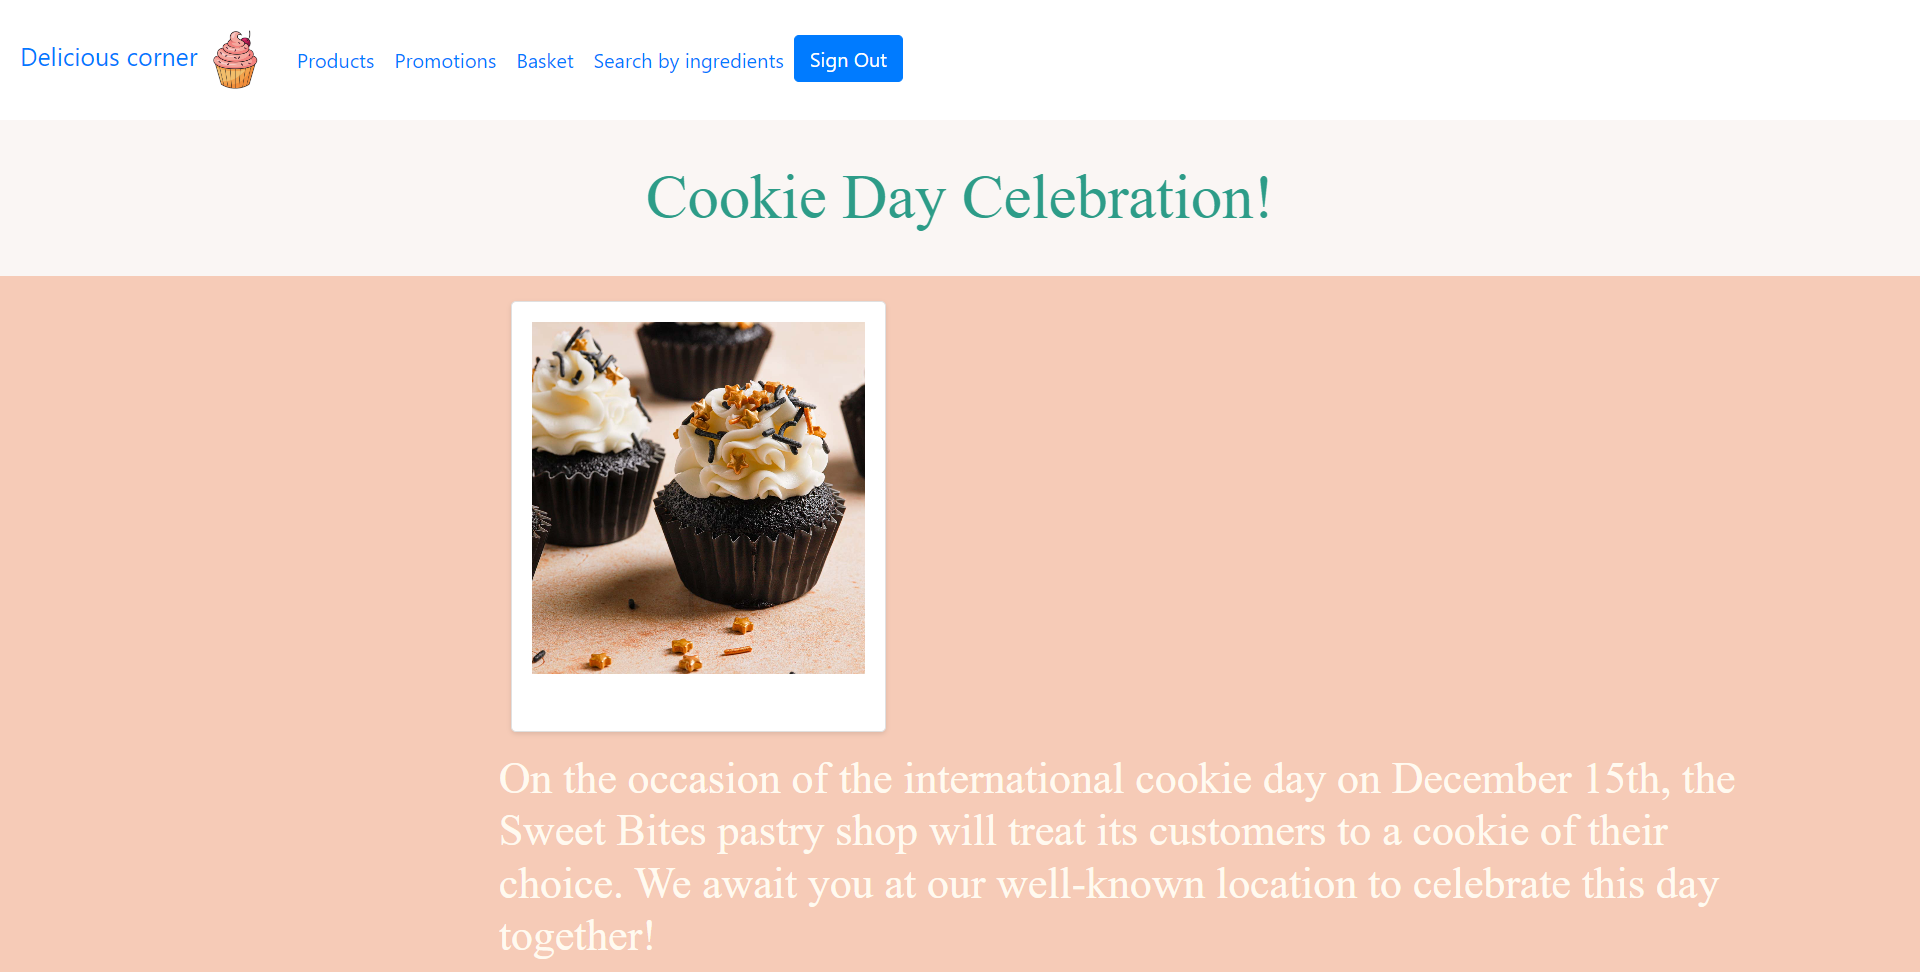 Delicious corner
Products Promotions Basket Search by ingredients Sign Out
Cookie Day Celebration!
On the occasion of the international cookie day on December 15th, the
Sweet Bites pastry shop will treat its customers to a cookie of their
choice. We await you at our well-known location to celebrate this day
together!